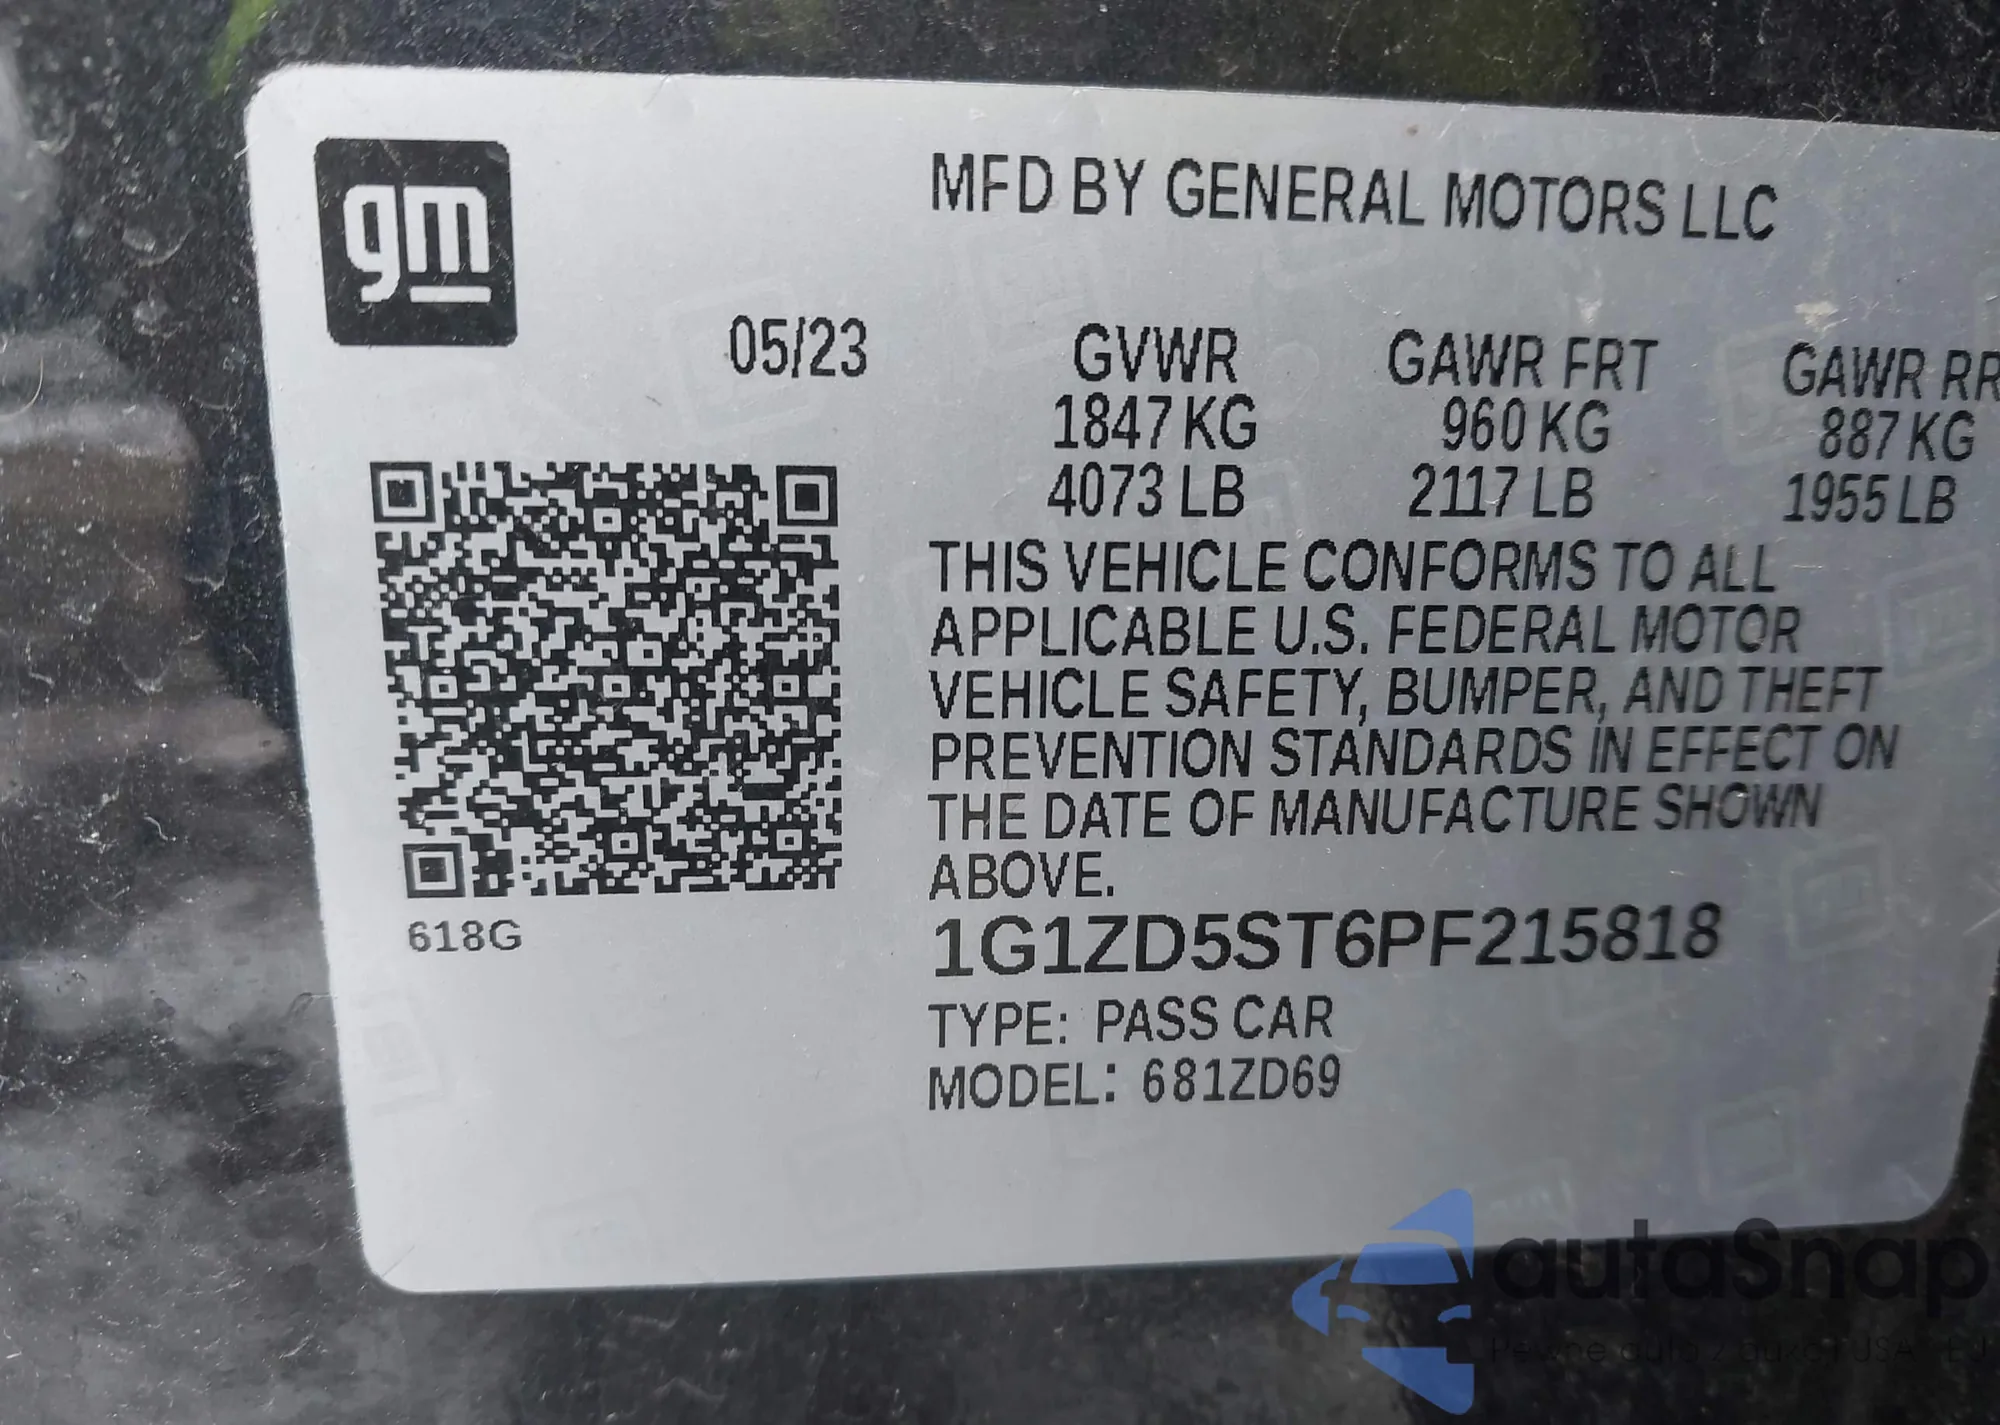 gm
MFD BY GENERAL MOTORS LLC
05/23 GVWR GAWR FRT GAWR RR
1847 KG 960 KG 887 KG
4073 LB 2117 LB 1955 LB
THIS VEHICLE CONFORMS TO ALL
APPLICABLE U.S. FEDERAL MOTOR
VEHICLE SAFETY, BUMPER, AND THEFT
PREVENTION STANDARDS IN EFFECT ON
THE DATE OF MANUFACTURE SHOWN
ABOVE.
618G
1G1ZD5ST6PF215818
TYPE: PASS CAR
MODEL: 681ZD69
autaSnap